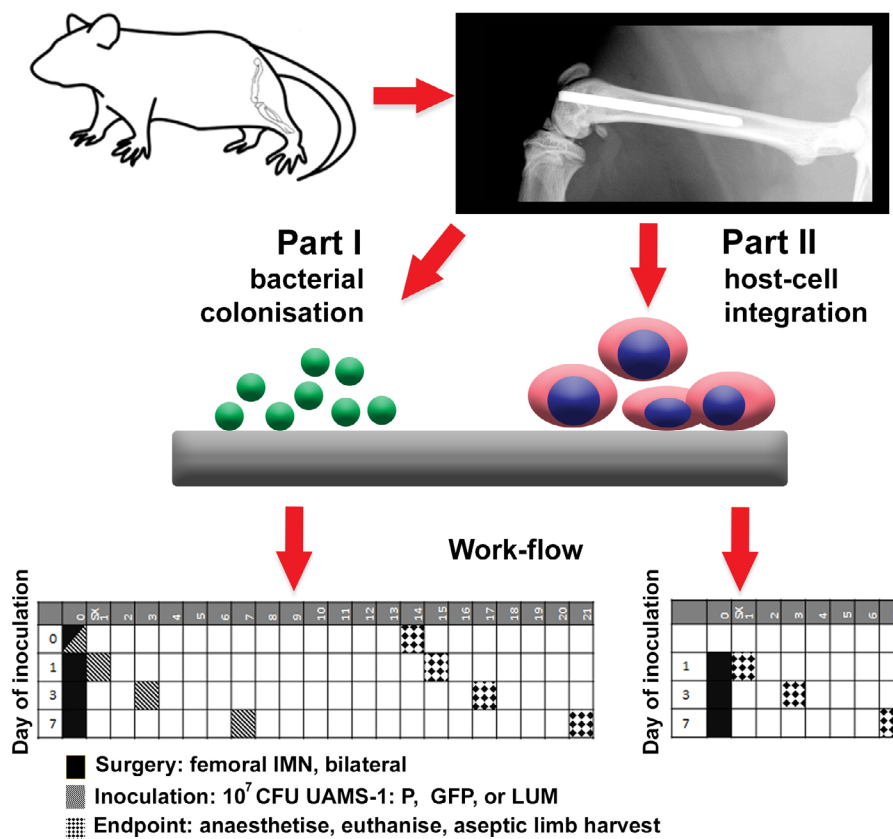 Part I
bacterial
colonisation
Part II
host-cell
integration
Work-flow
Day of inoculation
0 SX 1 2 3 4 5 6 7 8 9 10 11 12 13 14 15 16 17 18 19 20 21
0
1
3
7
Day of inoculation
0 SX 1 2 3 4 5 6
1
3
7
Surgery: femoral IMN, bilateral
Inoculation: 10⁷ CFU UAMS-1: P, GFP, or LUM
Endpoint: anaesthetise, euthanise, aseptic limb harvest